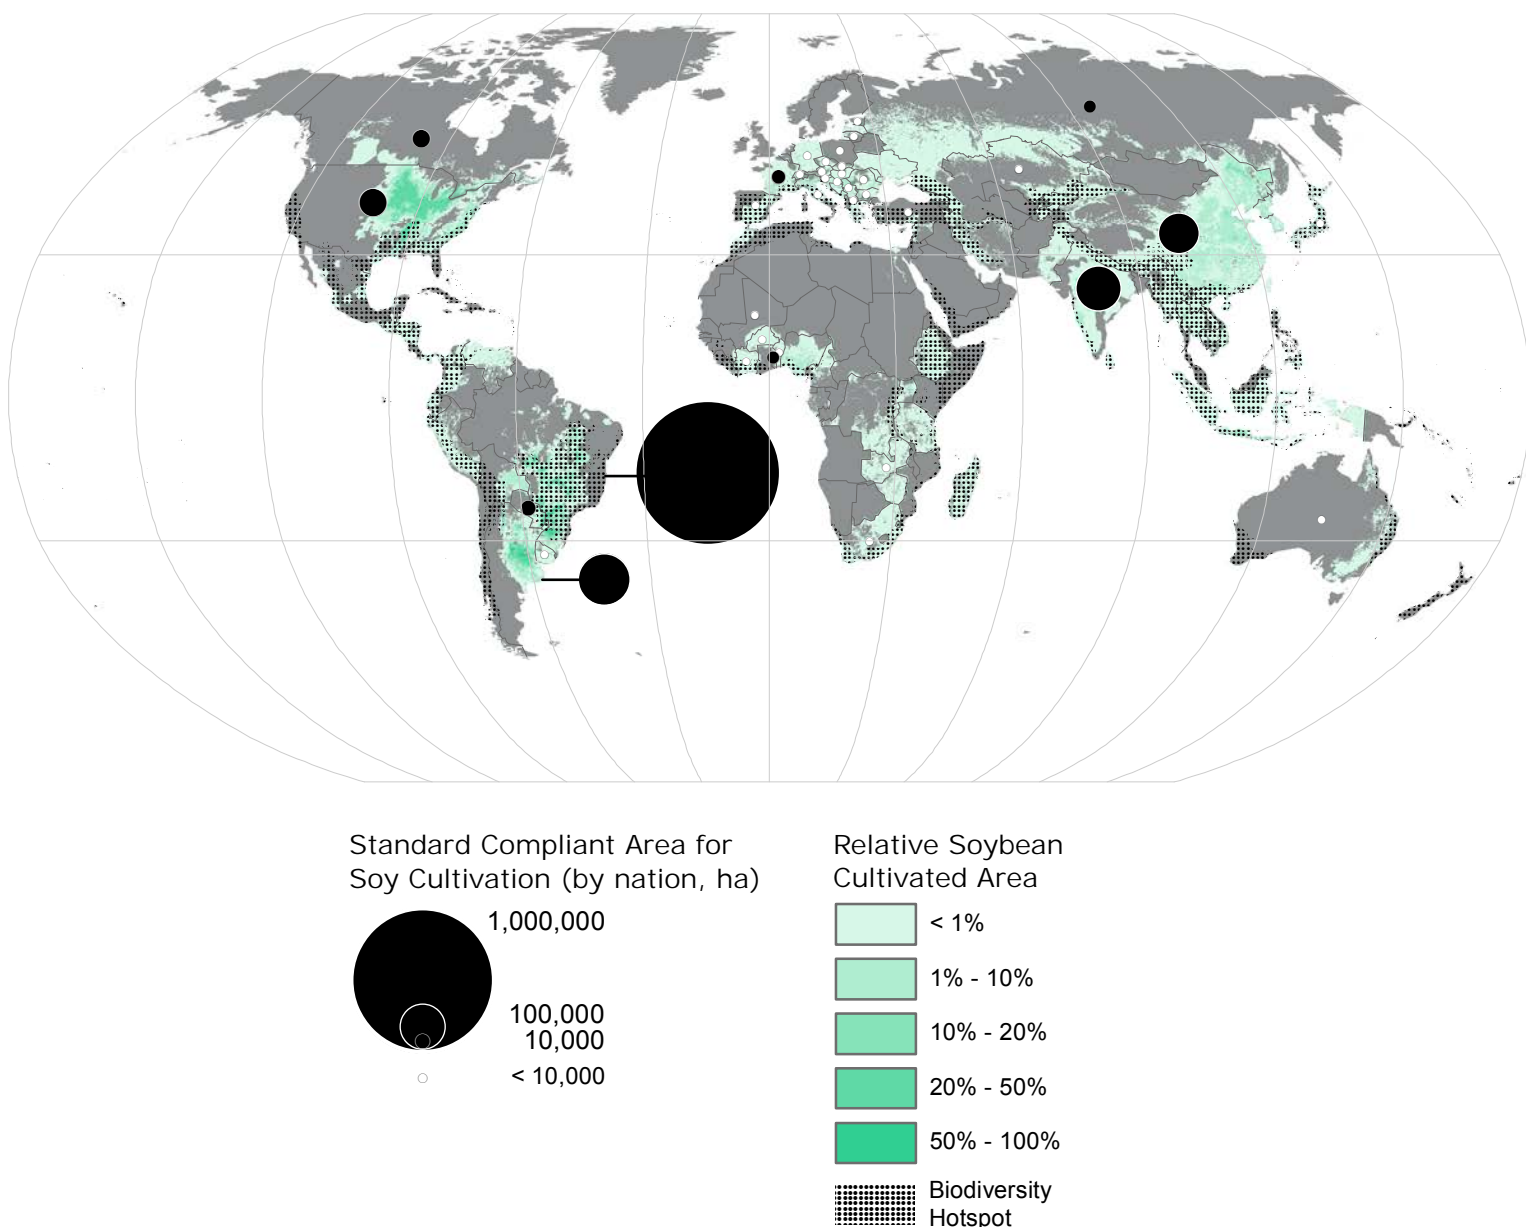 Standard Compliant Area for
Soy Cultivation (by nation, ha)
1,000,000
100,000
10,000
< 10,000
Relative Soybean
Cultivated Area
< 1%
1% - 10%
10% - 20%
20% - 50%
50% - 100%
Biodiversity
Hotspot